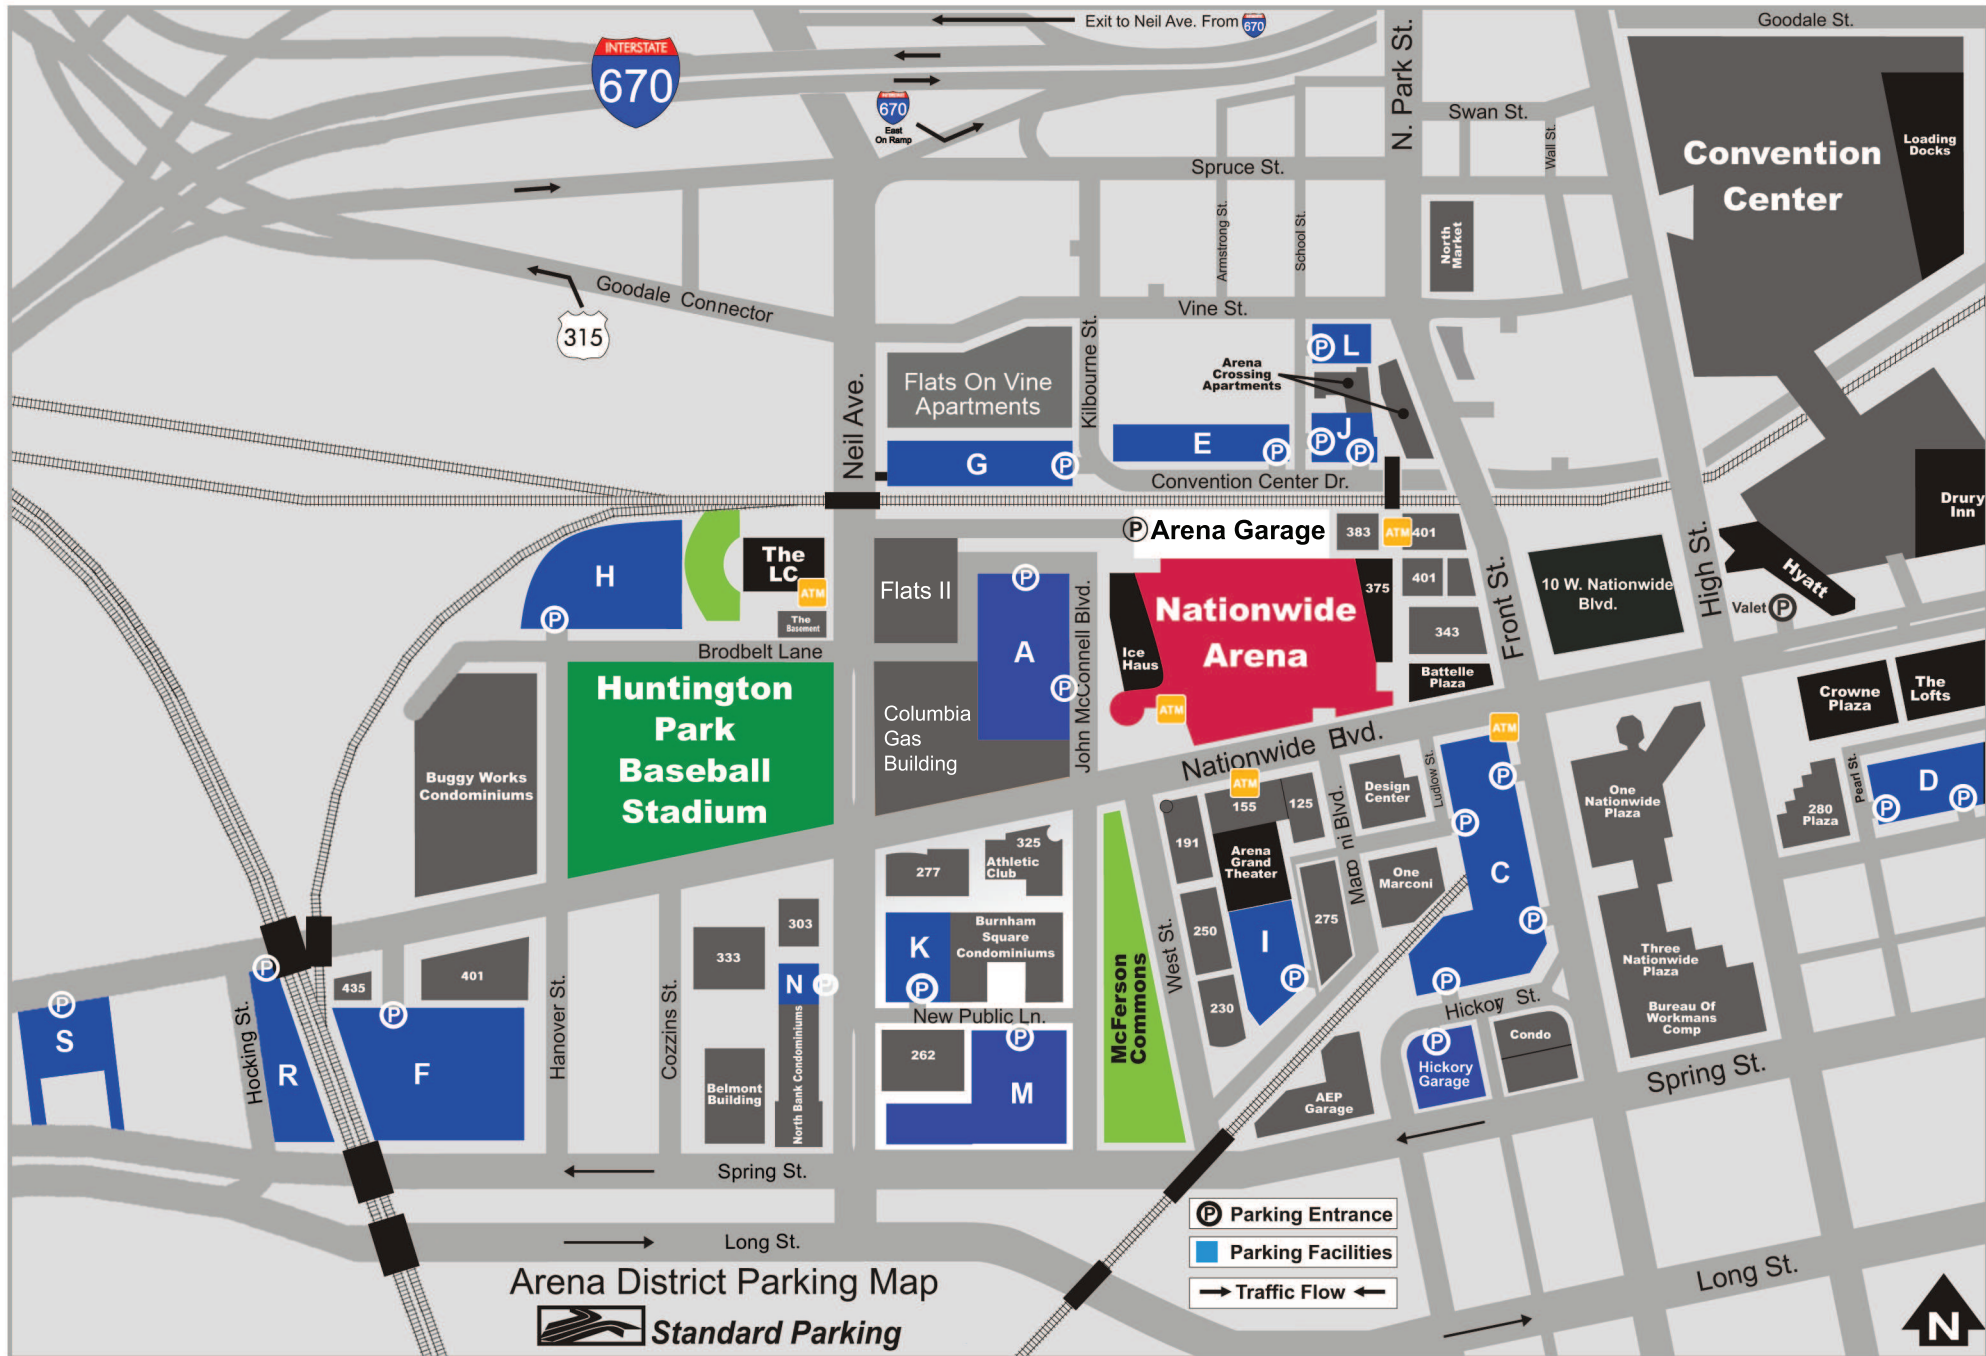 Exit to Neil Ave. From 670
Goodale St.
INTERSTATE
670
670
East
On Ramp
N. Park St.
Swan St.
Wall St.
Convention
Center
Loading
Docks
Spruce St.
Armstrong St.
School St.
North
Market
Goodale Connector
315
Vine St.
Kilbourne St.
Neil Ave.
Flats On Vine
Apartments
P L
Arena
Crossing
Apartments
E
P
J
P
P
G
P
Convention Center Dr.
Drury
Inn
P Arena Garage
383
ATM
401
H
P
The
LC
ATM
The
Basement
Flats II
P
A
P
John McConnell Blvd.
Ice
Haus
Nationwide
Arena
375
401
343
Battelle
Plaza
Front St.
10 W. Nationwide
Blvd.
High St.
Hyatt
Valet P
Brodbelt Lane
Huntington
Park
Baseball
Stadium
Columbia
Gas
Building
ATM
Nationwide Blvd.
ATM
Crowne
Plaza
The
Lofts
Buggy Works
Condominiums
ATM
155
125
191
Design
Center
Ludlow St.
P
P
C
P
P
One
Nationwide
Plaza
280
Plaza
Pearl St.
D
P
P
325
Athletic
Club
277
Arena
Grand
Theater
Marconi Blvd.
One
Marconi
303
333
K
P
Burnham
Square
Condominiums
McFerson
Commons
West St.
250
I
P
275
230
Three
Nationwide
Plaza
Bureau Of
Workmans
Comp
P
435
401
P
S
P
Hocking St.
R
F
Hanover St.
Cozzins St.
N P
New Public Ln.
262
P
M
Hickory St.
Condo
P
Hickory
Garage
Belmont
Building
North Bank Condominiums
AEP
Garage
Spring St.
Spring St.
P Parking Entrance
Parking Facilities
Traffic Flow
Long St.
Long St.
Arena District Parking Map
Standard Parking
N